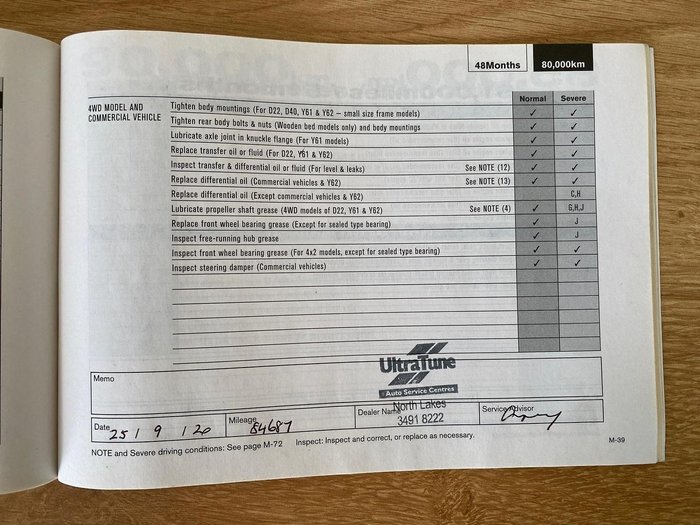 48Months 80,000km
Normal Severe
4WD MODEL AND
COMMERCIAL VEHICLE
Tighten body mountings (For D22, D40, Y61 & Y62 – small size frame models) ✓ ✓
Tighten rear body bolts & nuts (Wooden bed models only) and body mountings ✓ ✓
Lubricate axle joint in knuckle flange (For Y61 models) ✓ ✓
Replace transfer oil or fluid (For D22, Y61 & Y62) ✓ ✓
Inspect transfer & differential oil or fluid (For level & leaks) See NOTE (12) ✓ ✓
Replace differential oil (Commercial vehicles & Y62) See NOTE (13) ✓ ✓
Replace differential oil (Except commercial vehicles & Y62) C,H
Lubricate propeller shaft grease (4WD models of D22, Y61 & Y62) See NOTE (4) ✓ G,H,J
Replace front wheel bearing grease (Except for sealed type bearing) ✓ J
Inspect free-running hub grease ✓ J
Inspect front wheel bearing grease (For 4x2 models, except for sealed type bearing) ✓ ✓
Inspect steering damper (Commercial vehicles) ✓ ✓
Memo
UltraTune
Auto Service Centres
North Lakes
3491 8222
Date 25 / 9 / 20 Mileage 84687 Dealer Name Service Advisor
NOTE and Severe driving conditions: See page M-72 Inspect: Inspect and correct, or replace as necessary.
M-39